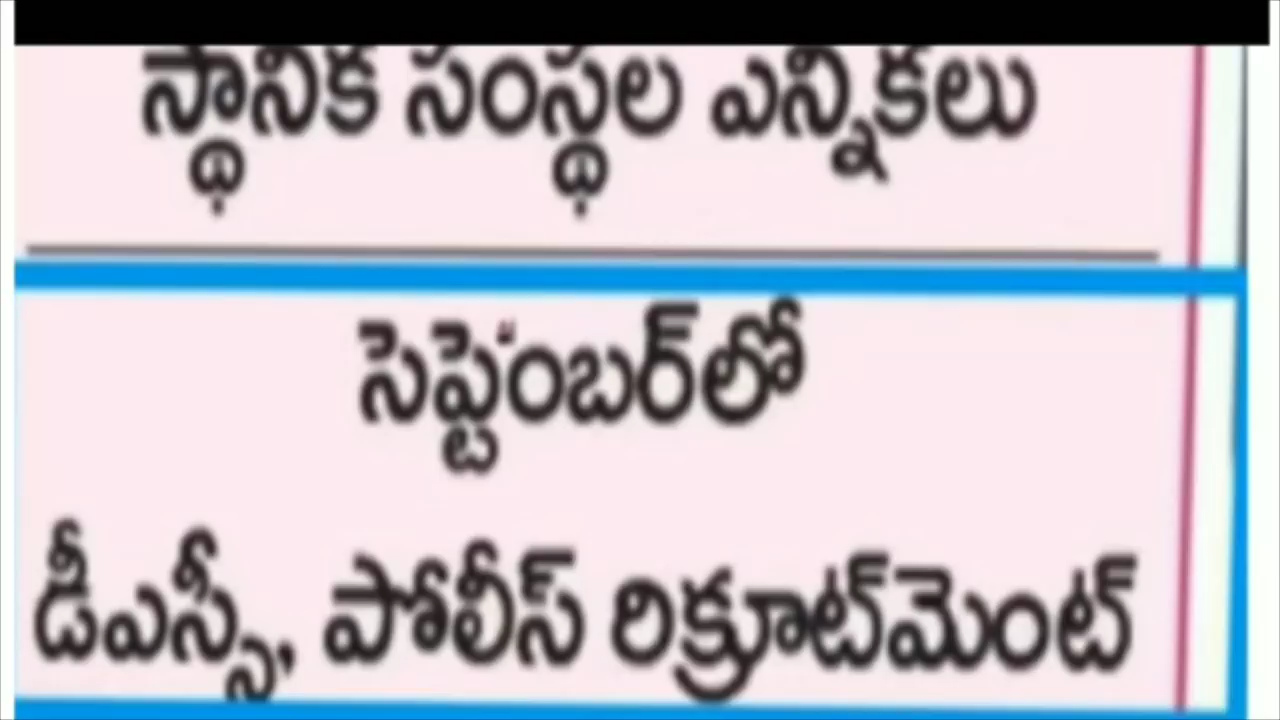 స్థానిక సంస్థల ఎన్నికలు
సెప్టెంబర్‌లో
డీఎస్సీ, పోలీస్ రిక్రూట్‌మెంట్